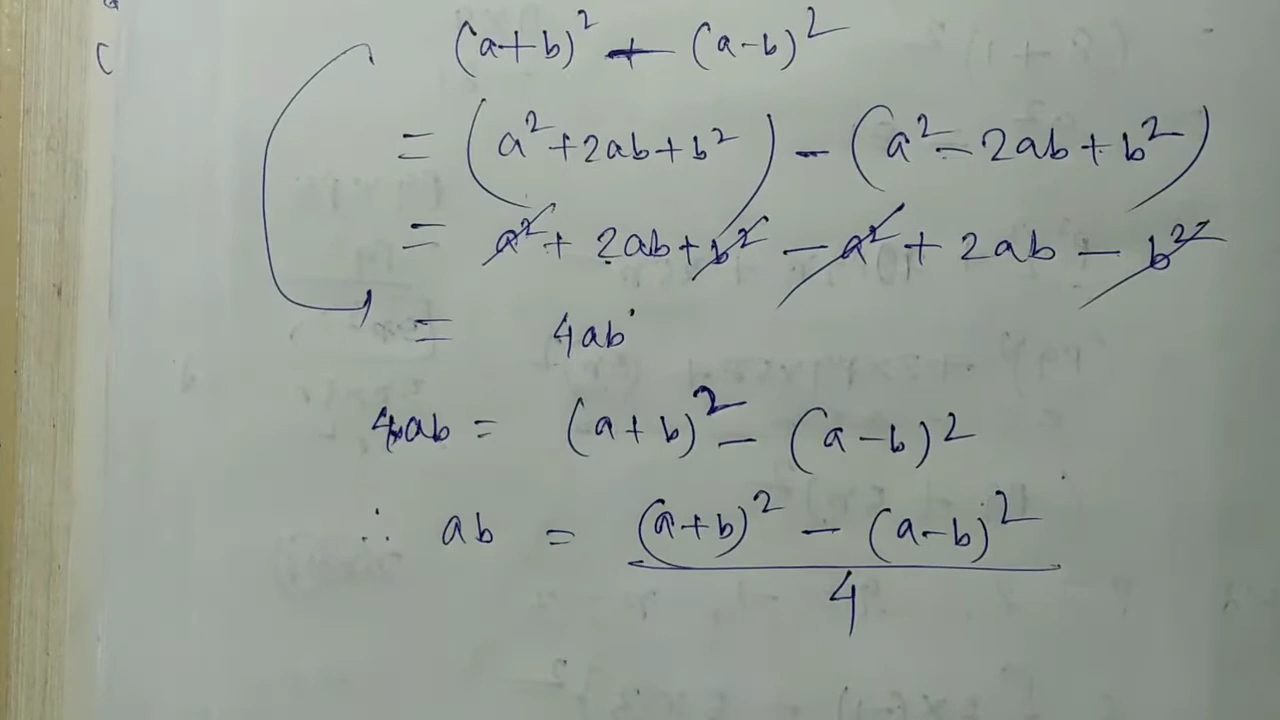 (a+b)² - (a-b)²
= (a²+2ab+b²) - (a²-2ab+b²)
= a²+ 2ab+b² - a²+ 2ab - b²
= 4ab
4ab = (a+b)² - (a-b)²
∴ ab = (a+b)² - (a-b)²
4